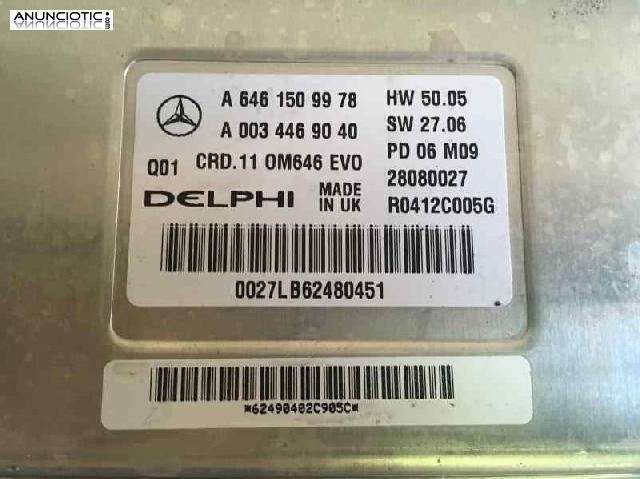 ANUNCIOTIC.es
A 646 150 99 78 HW 50.05
A 003 446 90 40 SW 27.06
Q01 CRD.11 OM646 EVO PD 06 M09
28080027
DELPHI MADE IN UK R0412C005G
0027LB62480451
*62490402C905C*